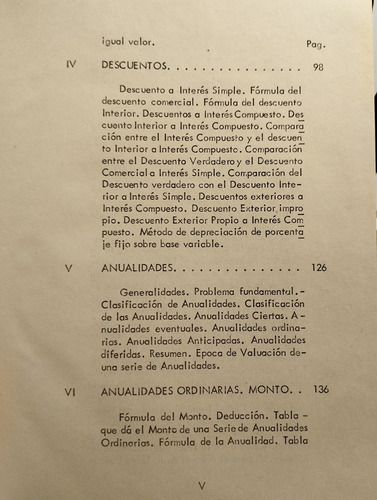 igual valor. Pag.
IV DESCUENTOS. . . . . . . . . . . . . . . . 98
Descuento a Interés Simple. Fórmula del
descuento comercial. Fórmula del descuento
Interior. Descuentos a Interés Compuesto. Des
cuento Interior a Interés Compuesto. Compara
ción entre el Interés Compuesto y el descuen
to Interior a Interés Compuesto. Comparación
entre el Descuento Verdadero y el Descuento
Comercial a Interés Simple. Comparación del
Descuento verdadero con el Descuento Inte-
rior a Interés Simple. Descuentos exteriores a
Interés Compuesto. Descuento Exterior, impro
pio. Descuento Exterior Propio a Interés Com
puesto. Método de depreciación de porcenta
je fijo sobre base variable.
V ANUALIDADES. . . . . . . . . . . . . . . 126
Generalidades. Problema fundamental.-
Clasificación de Anualidades. Clasificación
de las Anualidades. Anualidades Ciertas. A-
nualidades eventuales. Anualidades ordina-
rias. Anualidades Anticipadas. Anualidades
diferidas. Resumen. Epoca de Valuación de-
una serie de Anualidades.
VI ANUALIDADES ORDINARIAS. MONTO. . 136
Fórmula del Monto. Deducción. Tabla -
que dá el Monto de una Serie de Anualidades
Ordinarias. Fórmula de la Anualidad. Tabla
V